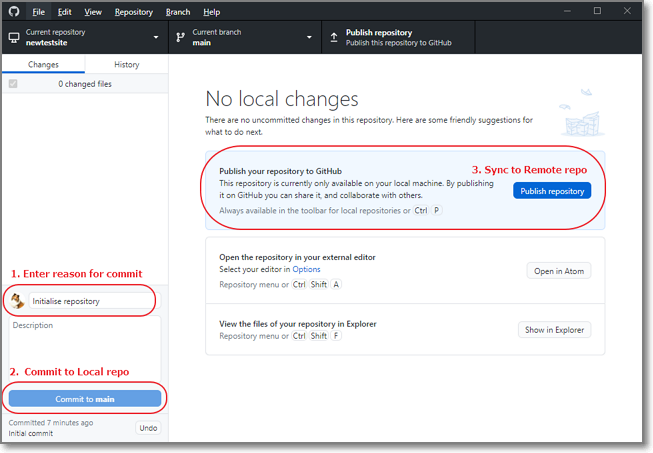 File Edit View Repository Branch Help
Current repository
newtestsite
Current branch
main
Publish repository
Publish this repository to GitHub
Changes History
0 changed files
No local changes
There are no uncommitted changes in this repository. Here are some friendly suggestions for
what to do next.
Publish your repository to GitHub
3. Sync to Remote repo
This repository is currently only available on your local machine. By publishing
it on GitHub you can share it, and collaborate with others.
Publish repository
Always available in the toolbar for local repositories or Ctrl P
Open the repository in your external editor
Select your editor in Options
Repository menu or Ctrl Shift A
Open in Atom
View the files of your repository in Explorer
Repository menu or Ctrl Shift F
Show in Explorer
1. Enter reason for commit
Initialise repository
Description
2. Commit to Local repo
Commit to main
Committed 7 minutes ago
Initial commit
Undo